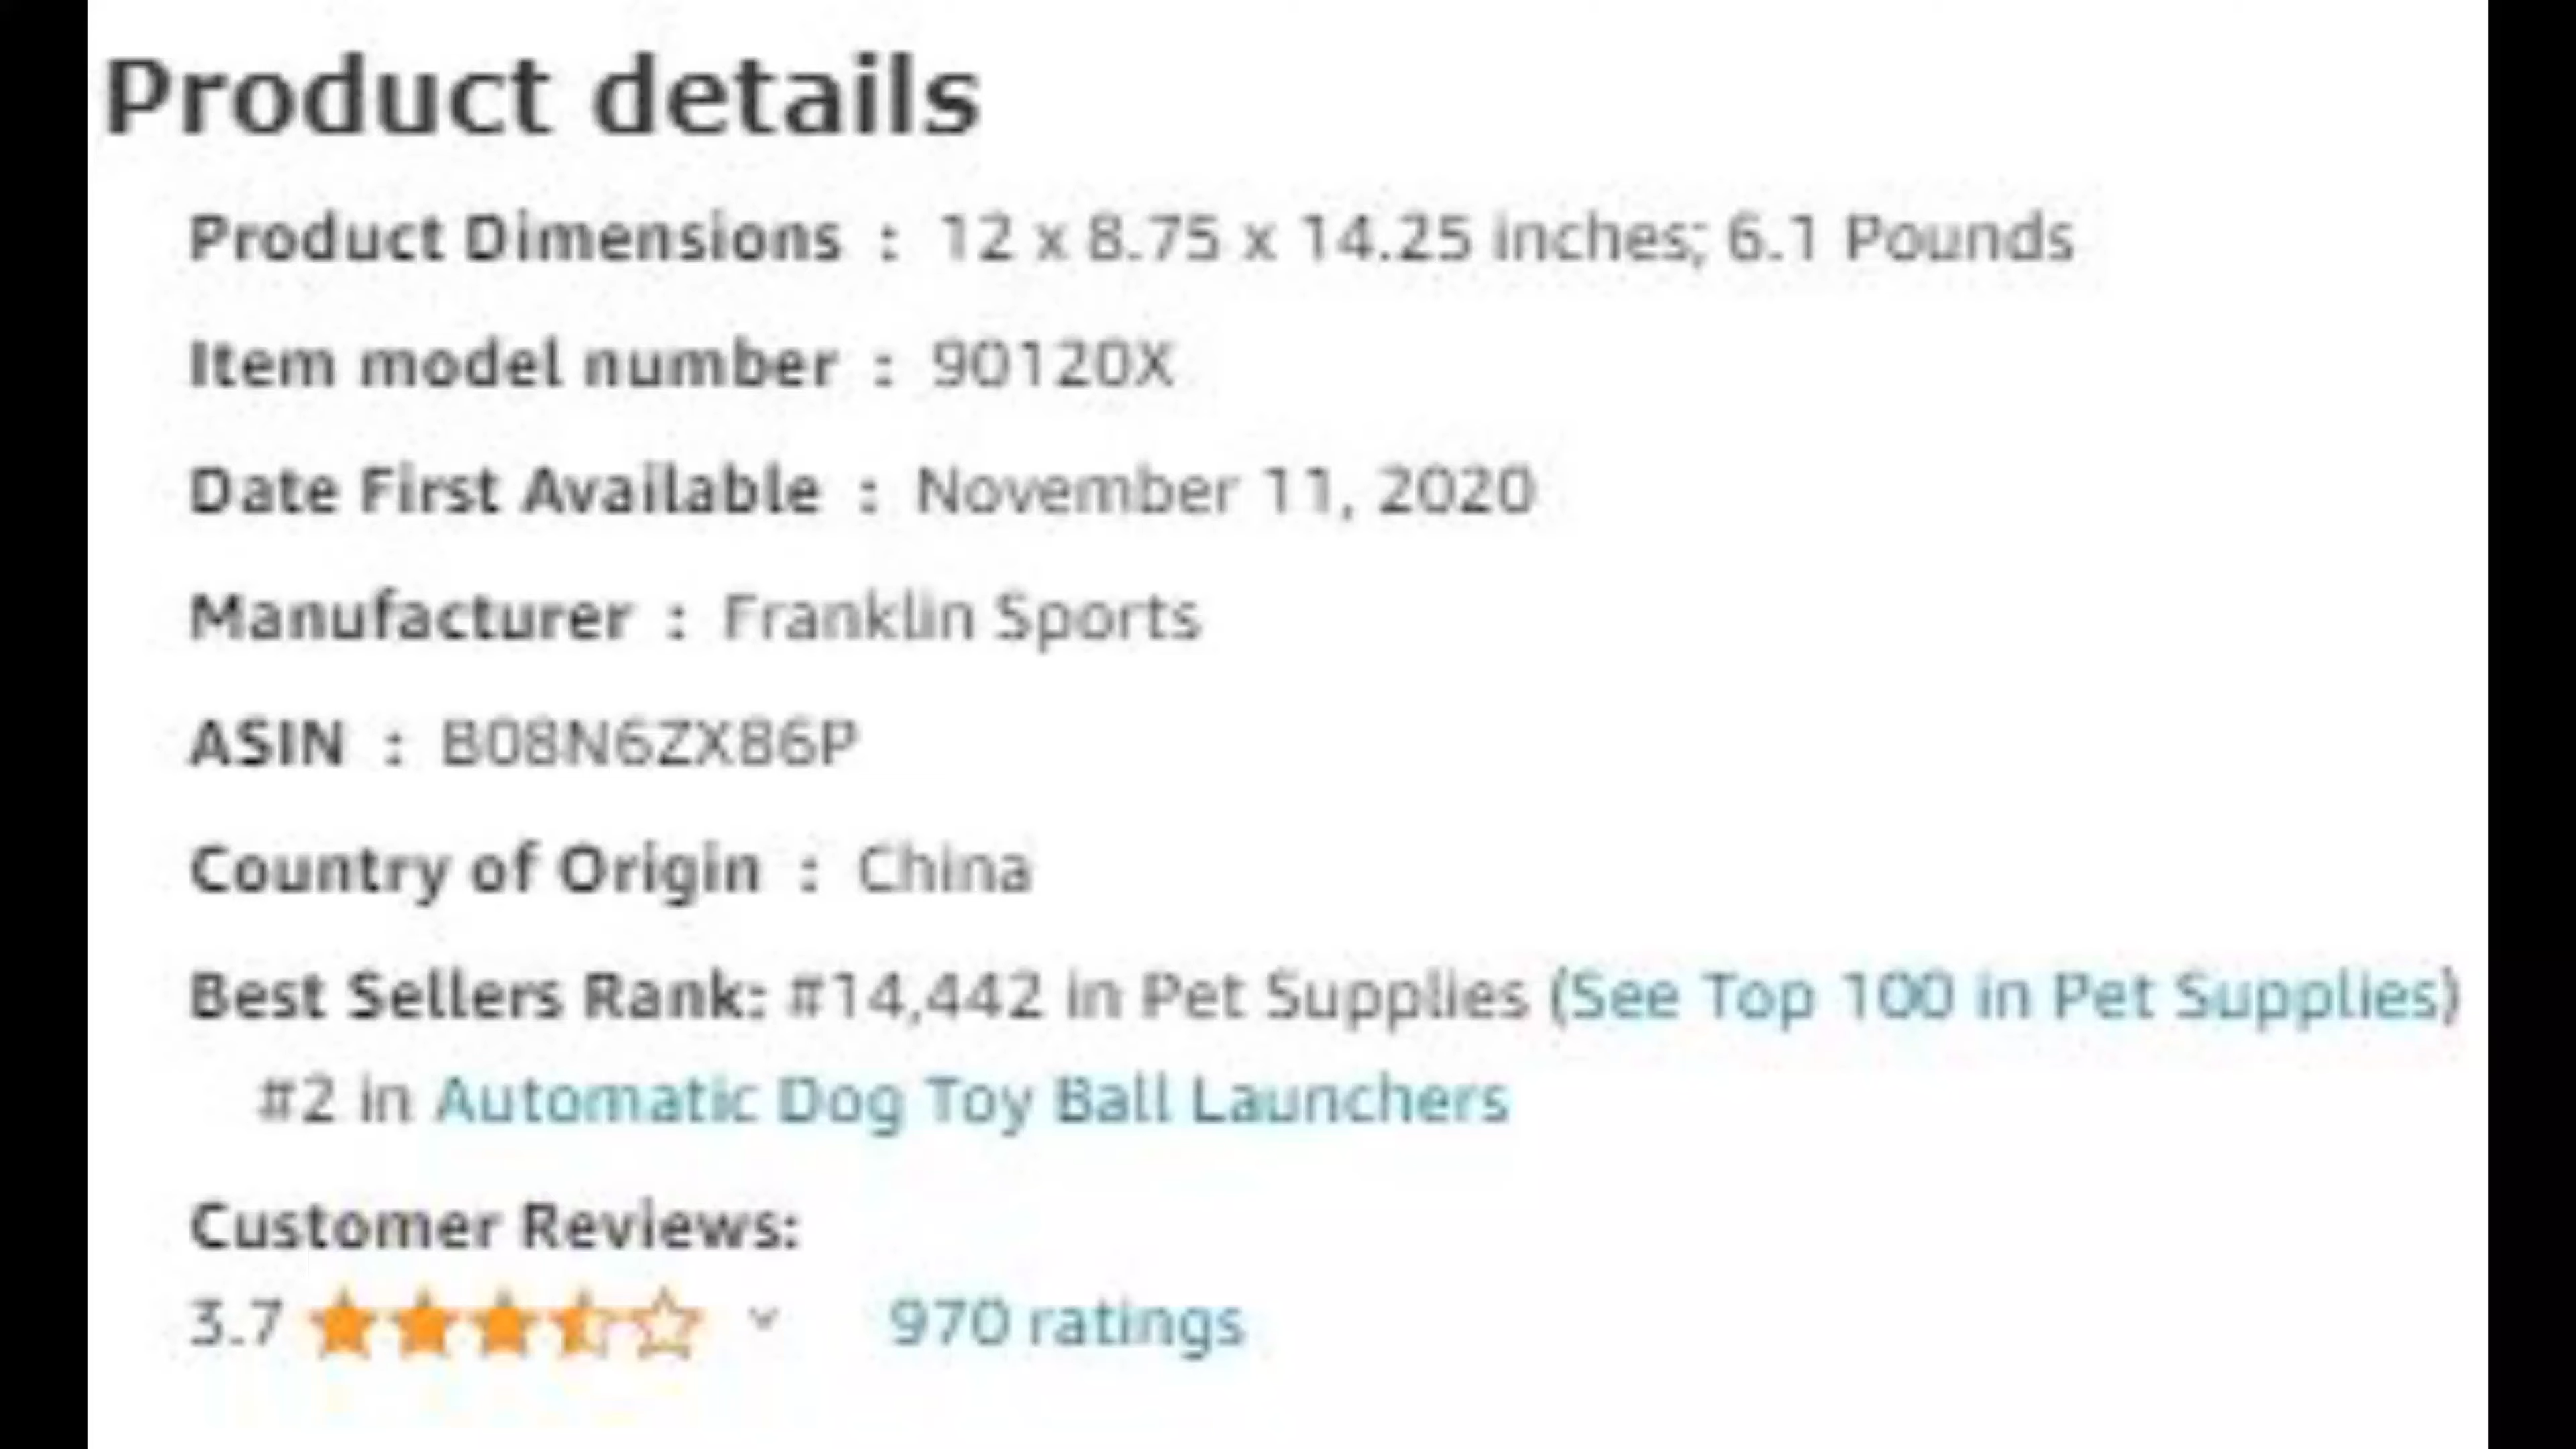 Product details
Product Dimensions : 12 x 8.75 x 14.25 inches; 6.1 Pounds
Item model number : 90120X
Date First Available : November 11, 2020
Manufacturer : Franklin Sports
ASIN : B08N6ZX86P
Country of Origin : China
Best Sellers Rank: #14,442 in Pet Supplies (See Top 100 in Pet Supplies)
#2 in Automatic Dog Toy Ball Launchers
Customer Reviews:
3.7 970 ratings